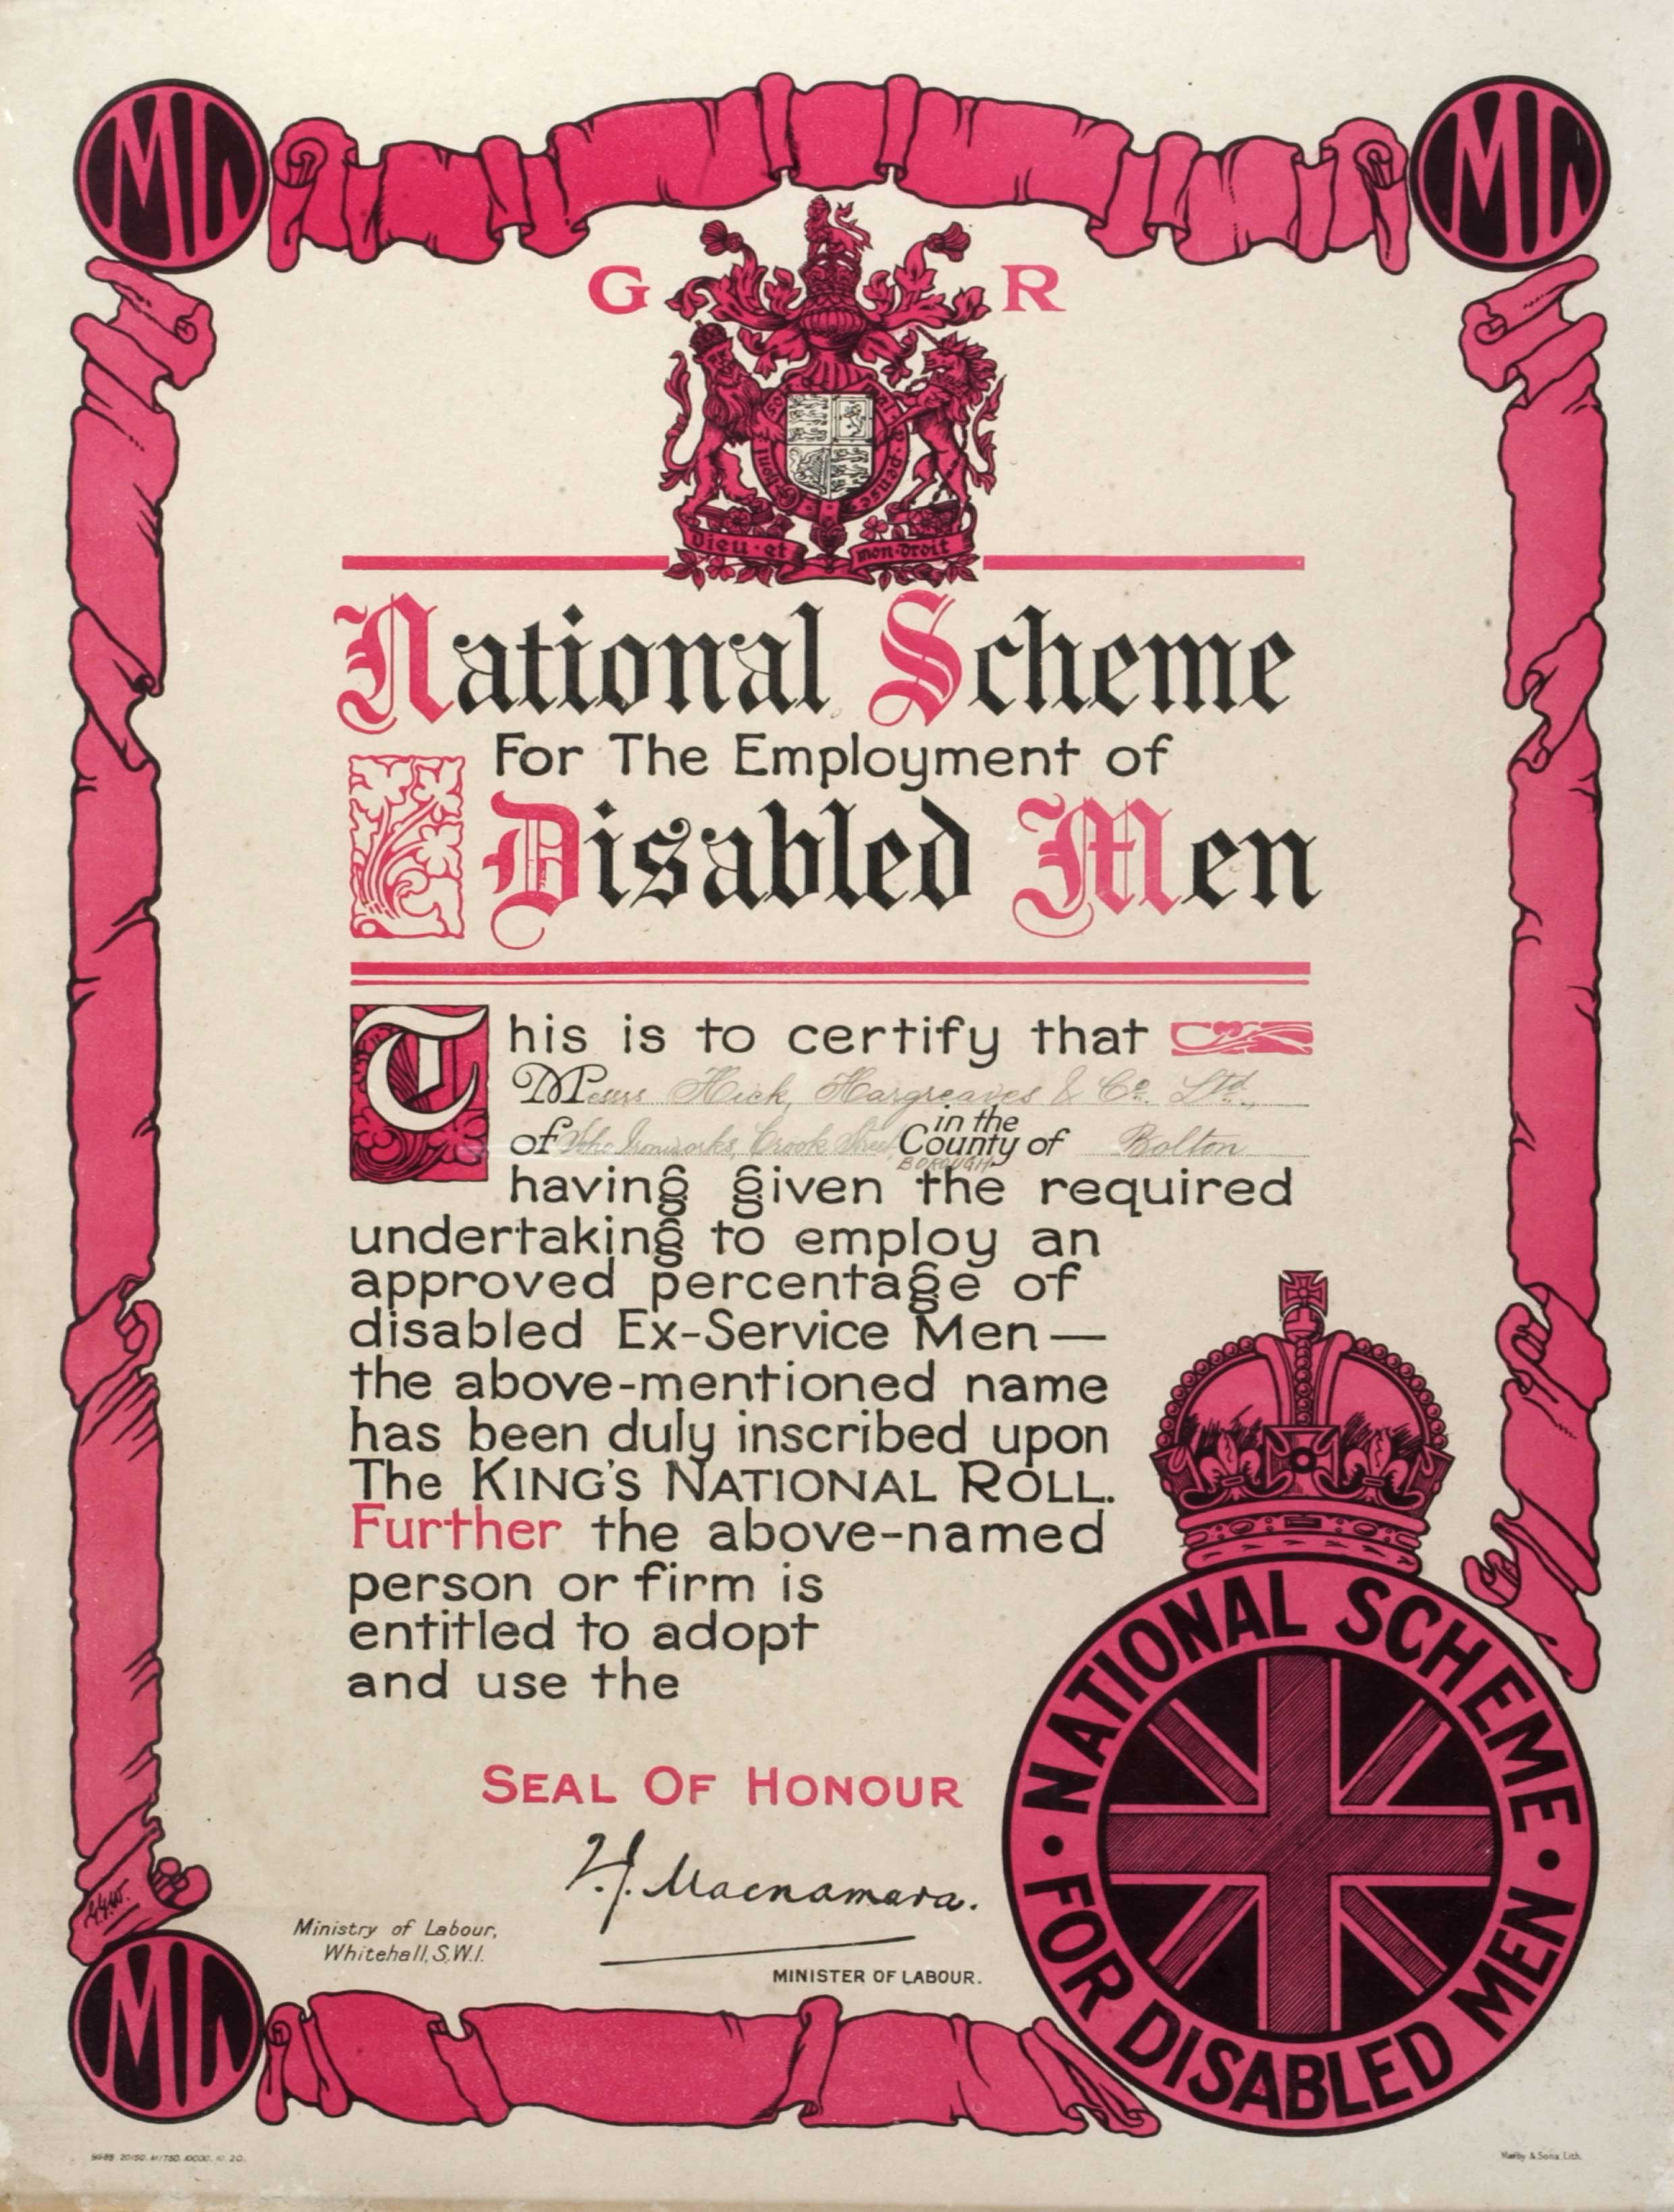 G R
Dieu et mon droit
National Scheme
For The Employment of
Disabled Men
This is to certify that
Messrs Hick, Hargreaves & Co. Ltd.,
of Soho Ironworks, Crook Street, in the County of Bolton
BOROUGH
having given the required
undertaking to employ an
approved percentage of
disabled Ex-Service Men—
the above-mentioned name
has been duly inscribed upon
The KING'S NATIONAL ROLL.
Further the above-named
person or firm is
entitled to adopt
and use the
SEAL OF HONOUR
T. J. Macnamara.
Ministry of Labour,
Whitehall, S.W.1.
MINISTER OF LABOUR.
NATIONAL SCHEME
• FOR DISABLED MEN •
& Sons Lith.